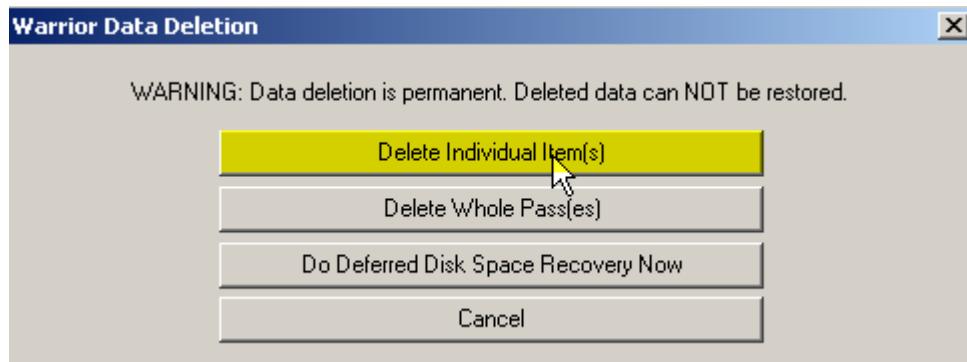 Warrior Data Deletion
WARNING: Data deletion is permanent. Deleted data can NOT be restored.
Delete Individual Item(s)
Delete Whole Pass(es)
Do Deferred Disk Space Recovery Now
Cancel